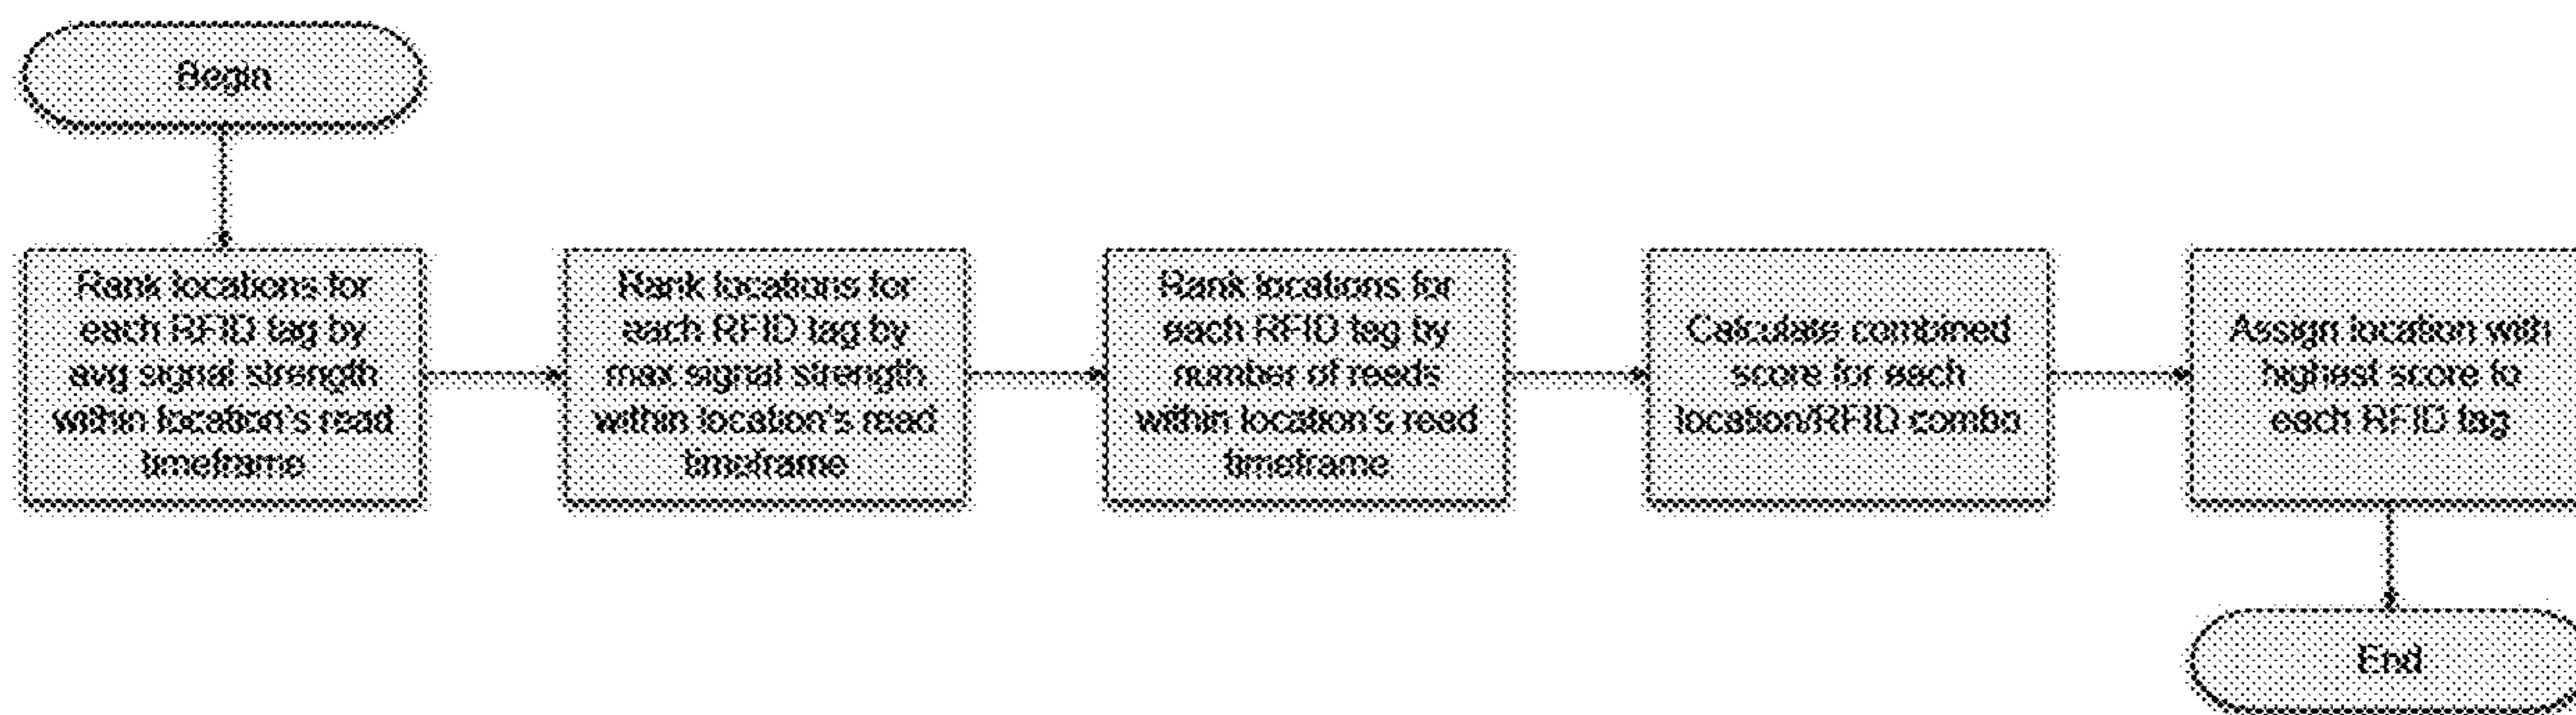 Begin
Rank locations for
each RFID tag by
avg signal strength
within location's read
timeframe
Rank locations for
each RFID tag by
max signal strength
within location's read
timeframe
Rank locations for
each RFID tag by
number of reads
within location's read
timeframe
Calculate combined
score for each
location/RFID combo
Assign location with
highest score to
each RFID tag
End